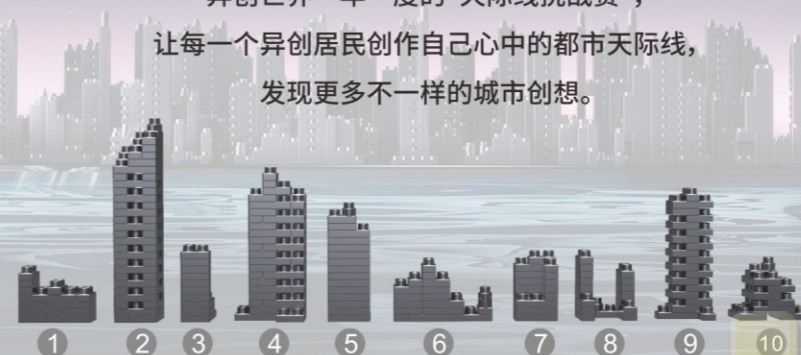 让每一个异创居民创作自己心中的都市天际线，
发现更多不一样的城市创想。
1 2 3 4 5 6 7 8 9 10